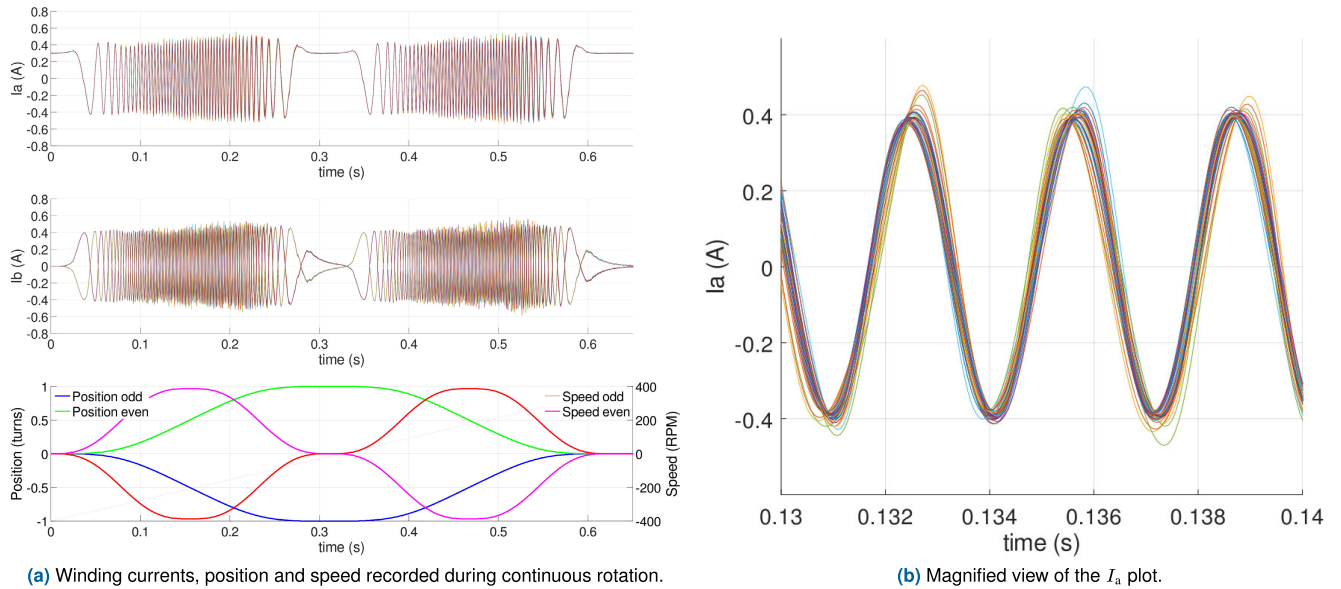 0.8
0.6
0.4
0.2
0
-0.2
-0.4
-0.6
-0.8
Ia (A)
0 0.1 0.2 0.3 0.4 0.5 0.6
time (s)
0.8
0.6
0.4
0.2
0
-0.2
-0.4
-0.6
-0.8
Ib (A)
0 0.1 0.2 0.3 0.4 0.5 0.6
time (s)
1
0.5
0
-0.5
-1
Position (turns)
Position odd
Position even
Speed odd
Speed even
400
200
0
-200
-400
Speed (RPM)
0 0.1 0.2 0.3 0.4 0.5 0.6
time (s)
(a) Winding currents, position and speed recorded during continuous rotation.
0.4
0.2
0
-0.2
-0.4
Ia (A)
0.13 0.132 0.134 0.136 0.138 0.14
time (s)
(b) Magnified view of the Ia plot.